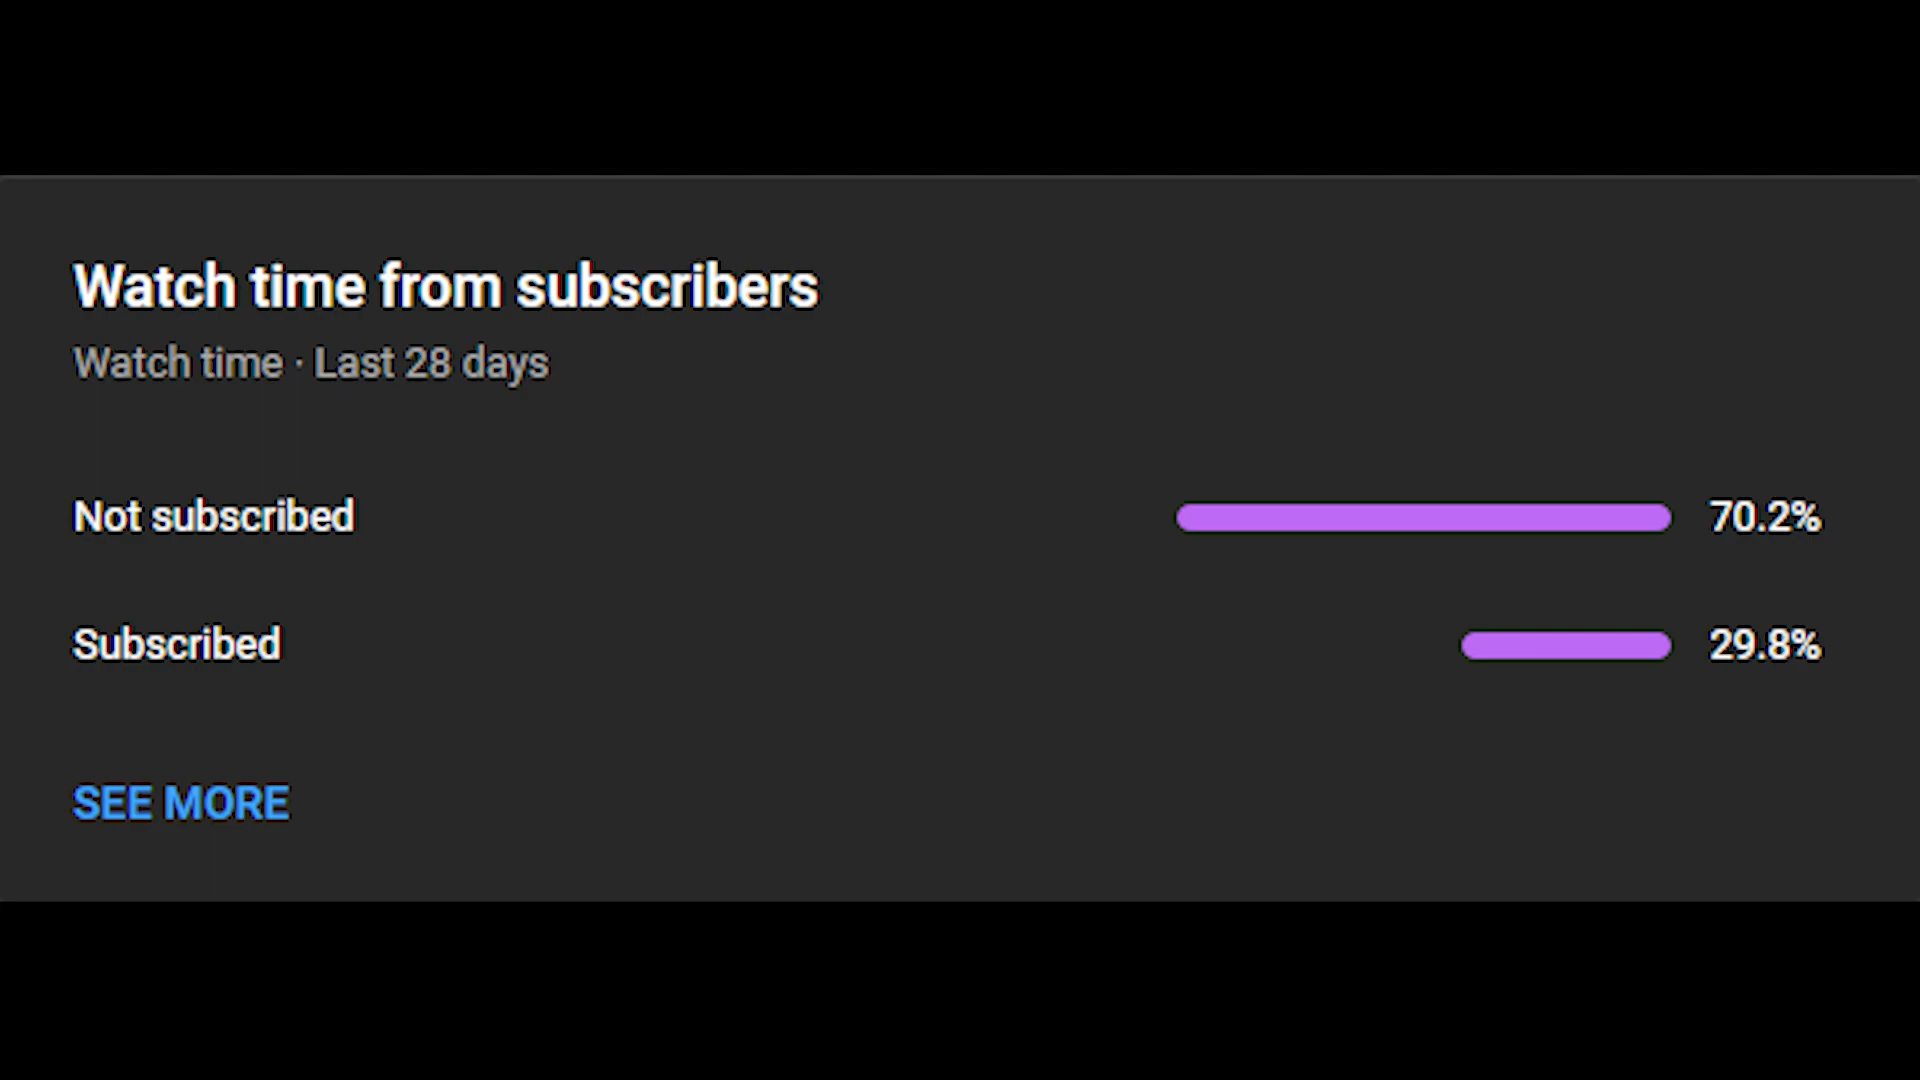 Watch time from subscribers
Watch time · Last 28 days
Not subscribed 70.2%
Subscribed 29.8%
SEE MORE